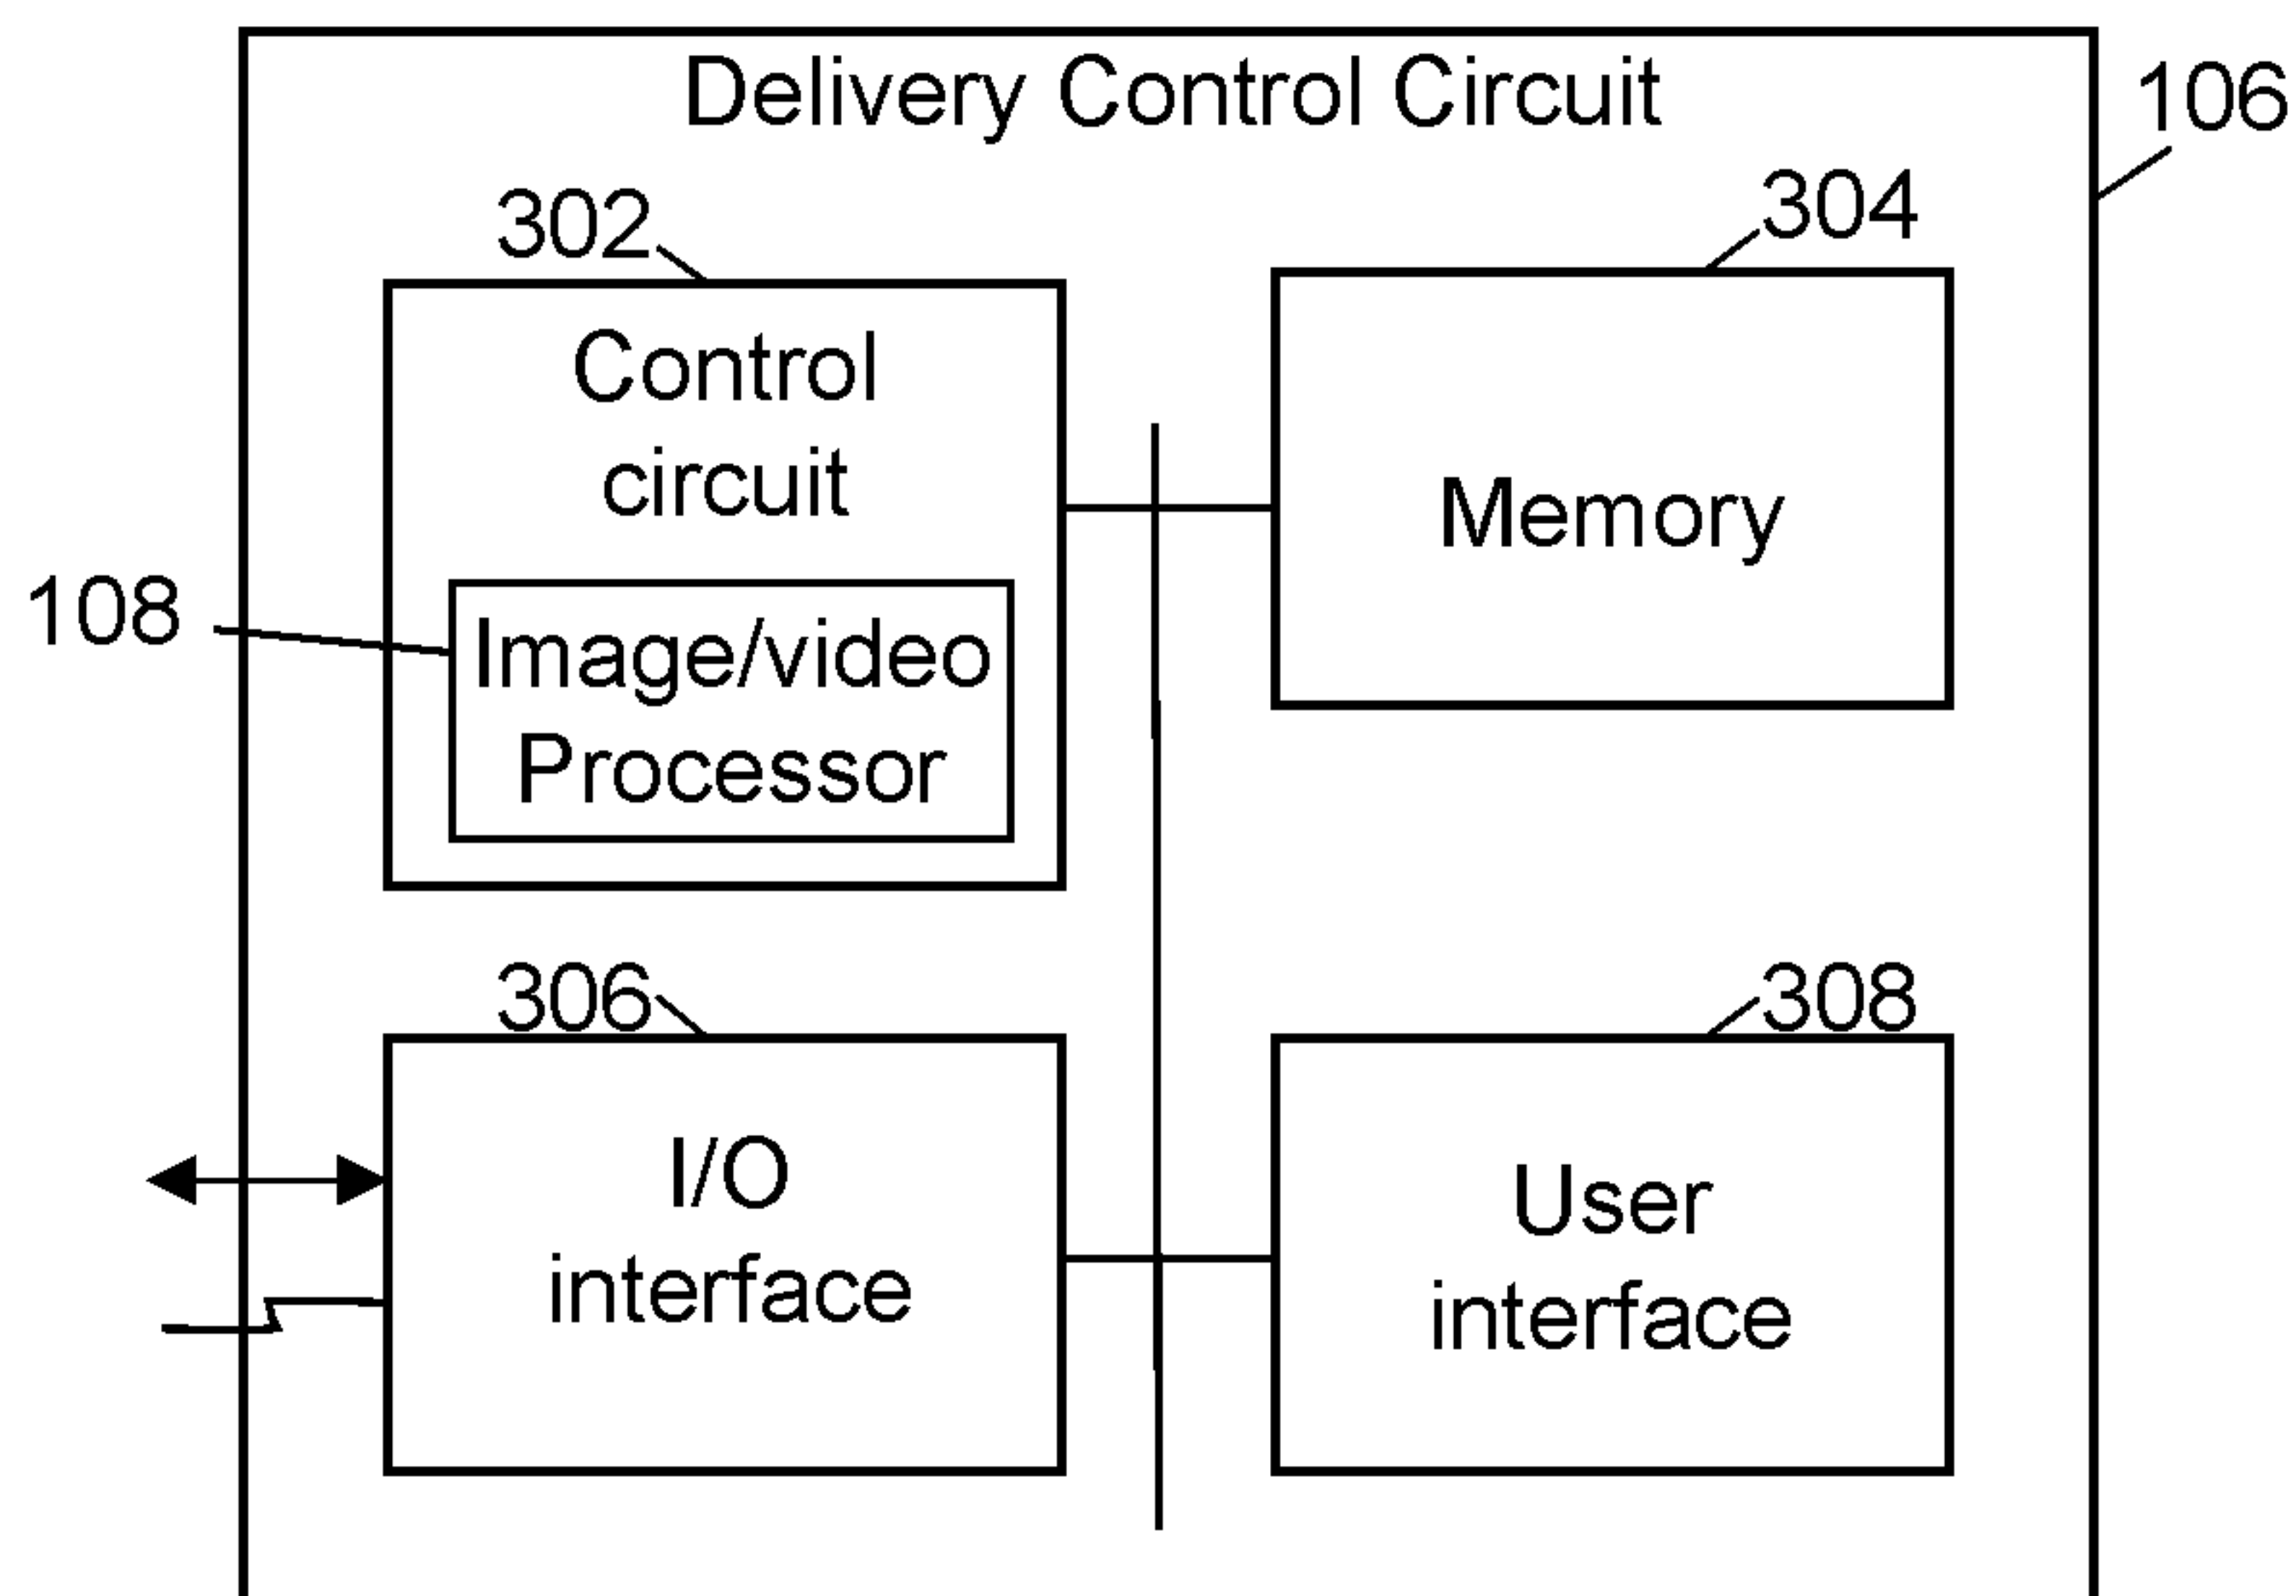 Delivery Control Circuit
106
302
304
Control
circuit
Memory
108
Image/video
Processor
306
308
I/O
interface
User
interface